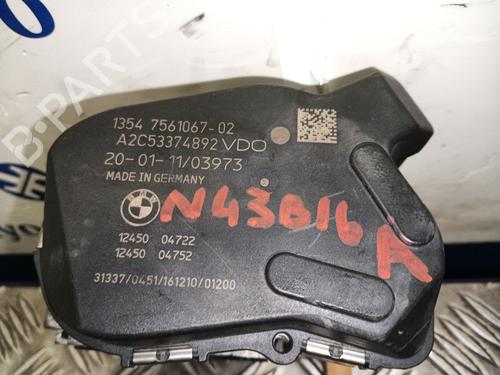 1354 7561067-02
A2C53374892 VDO
20-01-11/03973
MADE IN GERMANY
N43B16
A
12450 04722
12450 04752
31337/0451/161210/01200
B-Parts